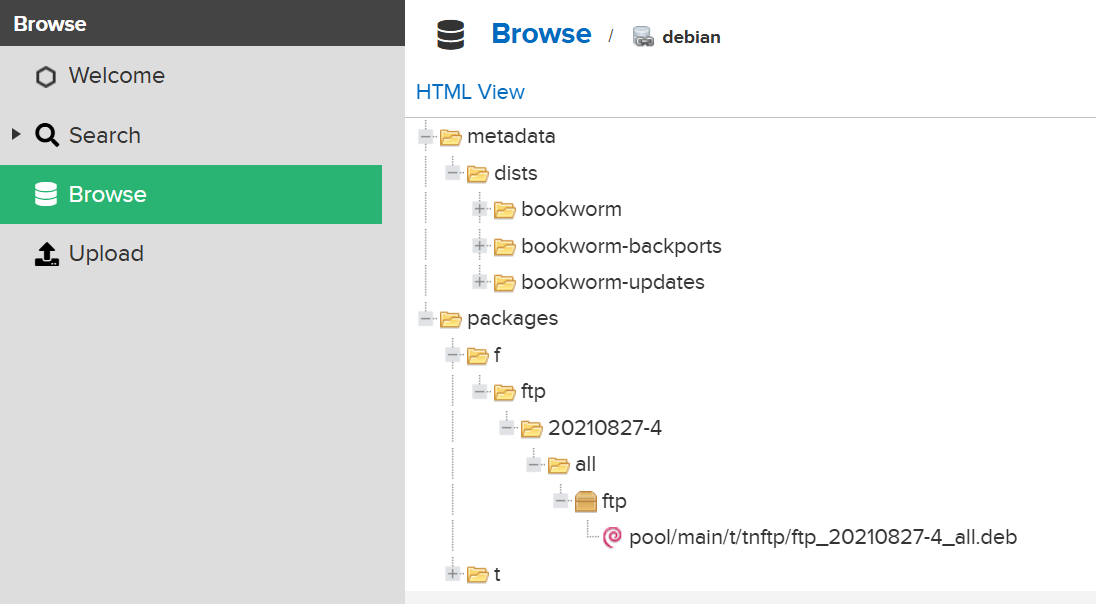 Browse
Welcome
Search
Browse
Upload
Browse / debian
HTML View
metadata
dists
bookworm
bookworm-backports
bookworm-updates
packages
f
ftp
20210827-4
all
ftp
pool/main/t/tnftp/ftp_20210827-4_all.deb
t